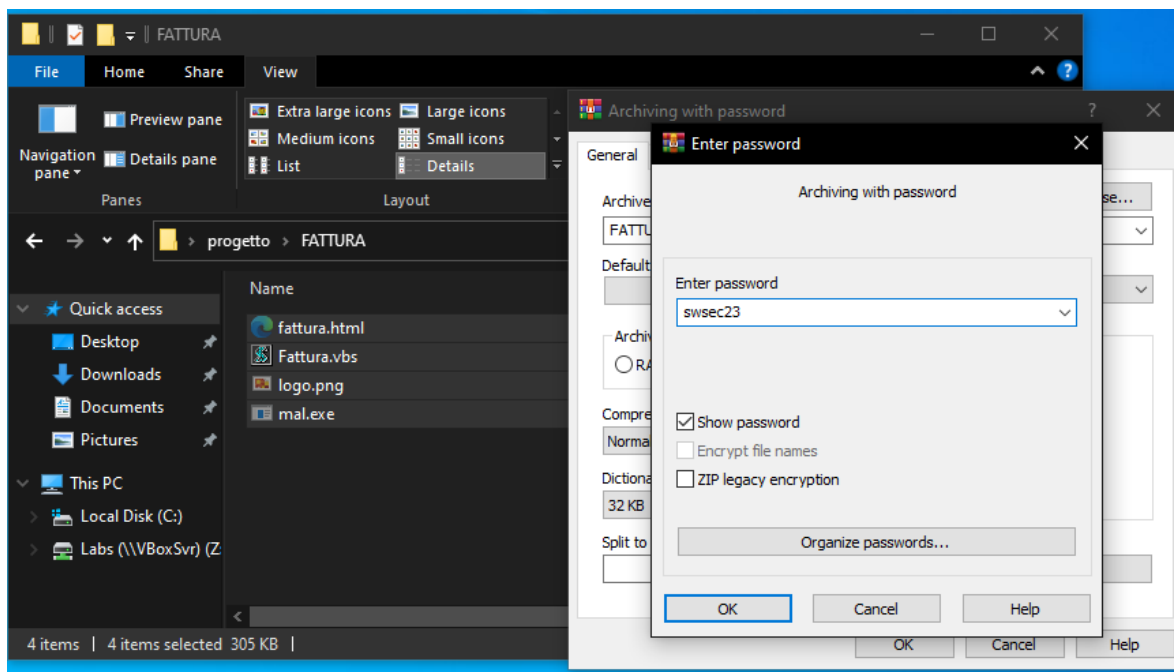 FATTURA
File Home Share View
Preview pane
Details pane
Navigation pane
Panes
Extra large icons Large icons
Medium icons Small icons
List Details
Layout
progetto FATTURA
Quick access
Desktop
Downloads
Documents
Pictures
This PC
Local Disk (C:)
Labs (\\VBoxSvr) (Z
Name
fattura.html
Fattura.vbs
logo.png
mal.exe
4 items 4 items selected 305 KB
Archiving with password ?
General
Archive
se...
FATTU
Default
Archiv
RA
Compre
Norma
Dictiona
32 KB
Split to
OK Cancel Help
Enter password
Archiving with password
Enter password
swsec23
Show password
Encrypt file names
ZIP legacy encryption
Organize passwords...
OK Cancel Help